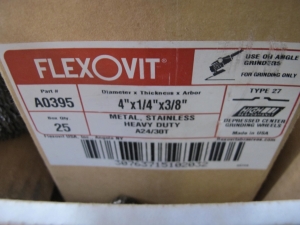 FLEXOVIT
USE ON ANGLE
GRINDERS
FOR GRINDING ONLY
Part #
Diameter x Thickness x Arbor
TYPE 27
A0395
4"x1/4"x3/8"
Box Qty
25
METAL, STAINLESS
HEAVY DUTY
A24/30T
HIGH
DEPRESSED CENTER
GRINDING WHEELS
Made in USA